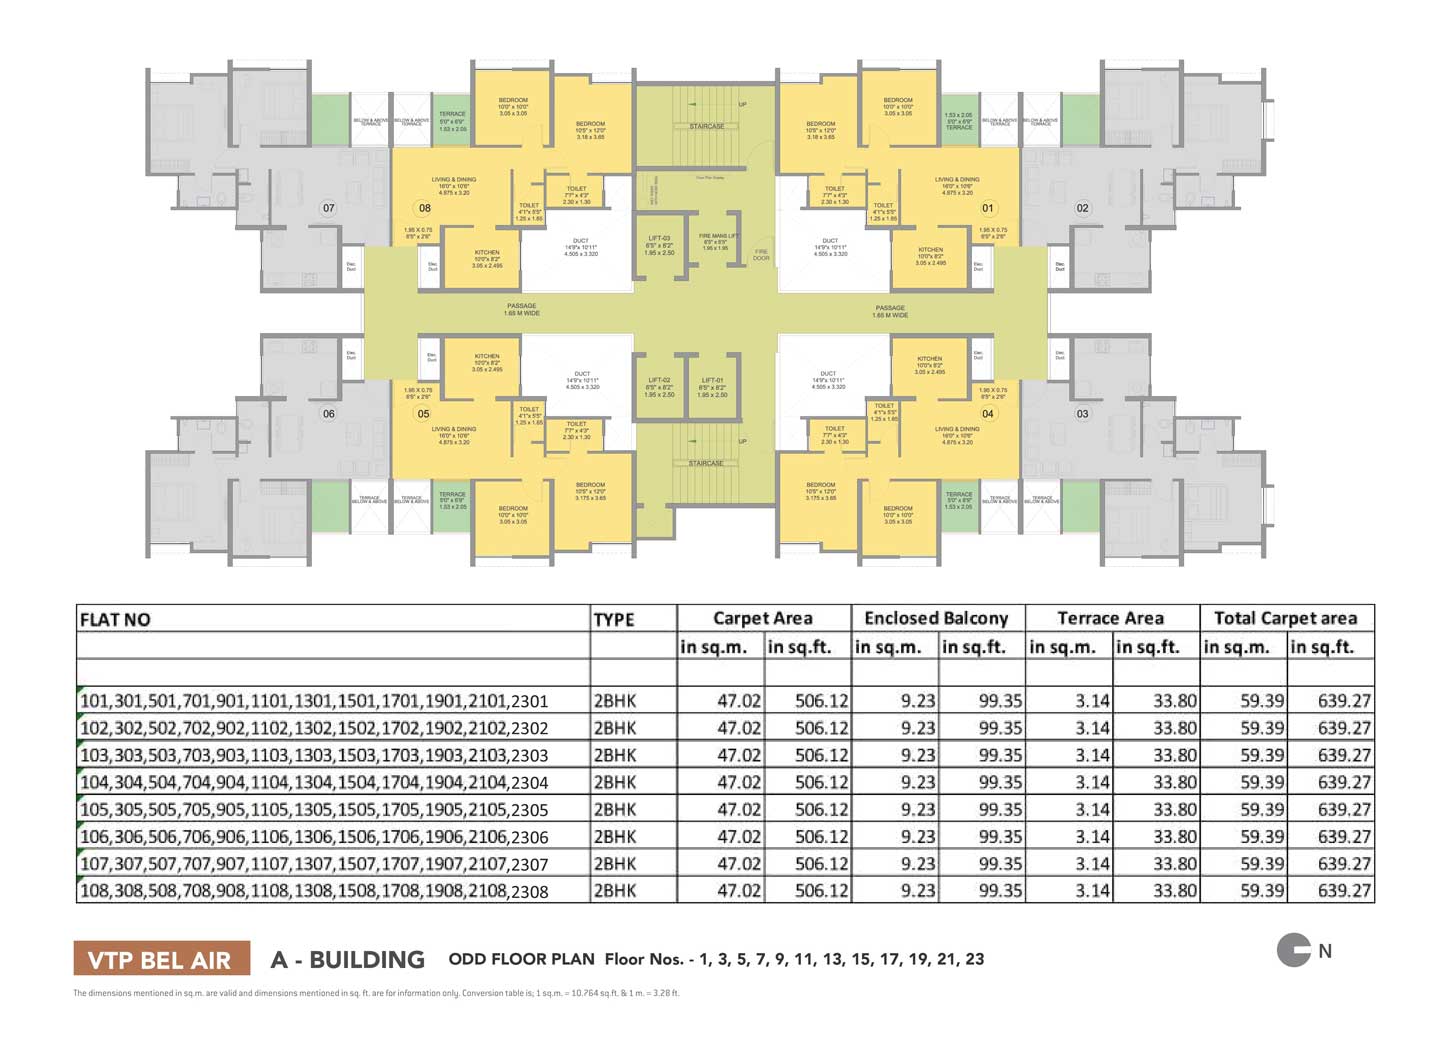 BEDROOM
10'0" x 10'0"
3.05 x 3.05
BEDROOM
10'5" x 12'0"
3.18 x 3.65
TERRACE
5'0" x 6'9"
1.53 x 2.05
BELOW & ABOVE
TERRACE
BELOW & ABOVE
TERRACE
UP
STAIRCASE
BEDROOM
10'5" x 12'0"
3.18 x 3.65
BEDROOM
10'0" x 10'0"
3.05 x 3.05
1.53 x 2.05
5'0" x 6'9"
TERRACE
BELOW & ABOVE
TERRACE
BELOW & ABOVE
TERRACE
07
08
LIVING & DINING
16'0" x 10'6"
4.875 x 3.20
TOILET
7'7" x 4'3"
2.30 x 1.30
TOILET
4'1"x 5'5"
1.25 x 1.65
1.95 X 0.75
6'5" x 2'6"
KITCHEN
10'0"x 8'2"
3.05 x 2.495
DUCT
14'9"x 10'11"
4.505 x 3.320
Elec.
Duct
Elec.
Duct
LIFT-03
6'5" x 8'2"
1.95 x 2.50
FIRE MANS LIFT
6'5" x 6'5"
1.95 x 1.95
FIRE
DOOR
DUCT
14'9"x 10'11"
4.505 x 3.320
TOILET
7'7" x 4'3"
2.30 x 1.30
TOILET
4'1"x 5'5"
1.25 x 1.65
LIVING & DINING
16'0" x 10'6"
4.875 x 3.20
01
02
1.95 X 0.75
6'5" x 2'6"
KITCHEN
10'0"x 8'2"
3.05 x 2.495
Elec.
Duct
Elec.
Duct
PASSAGE
1.65 M WIDE
PASSAGE
1.65 M WIDE
Elec.
Duct
Elec.
Duct
KITCHEN
10'0"x 8'2"
3.05 x 2.495
DUCT
14'9"x 10'11"
4.505 x 3.320
LIFT-02
6'5" x 8'2"
1.95 x 2.50
LIFT-01
6'5" x 8'2"
1.95 x 2.50
DUCT
14'9"x 10'11"
4.505 x 3.320
KITCHEN
10'0"x 8'2"
3.05 x 2.495
Elec.
Duct
Elec.
Duct
1.95 X 0.75
6'5" x 2'6"
06
05
LIVING & DINING
16'0" x 10'6"
4.875 x 3.20
TOILET
4'1"x 5'5"
1.25 x 1.65
TOILET
7'7" x 4'3"
2.30 x 1.30
UP
STAIRCASE
TOILET
4'1"x 5'5"
1.25 x 1.65
TOILET
7'7" x 4'3"
2.30 x 1.30
1.95 X 0.75
6'5" x 2'6"
04
03
LIVING & DINING
16'0" x 10'6"
4.875 x 3.20
TERRACE
BELOW & ABOVE
TERRACE
BELOW & ABOVE
TERRACE
5'0" x 6'9"
1.53 x 2.05
BEDROOM
10'0" x 10'0"
3.05 x 3.05
BEDROOM
10'5" x 12'0"
3.175 x 3.65
BEDROOM
10'5" x 12'0"
3.175 x 3.65
BEDROOM
10'0" x 10'0"
3.05 x 3.05
TERRACE
5'0" x 6'9"
1.53 x 2.05
TERRACE
BELOW & ABOVE
TERRACE
BELOW & ABOVE
FLAT NO TYPE Carpet Area Enclosed Balcony Terrace Area Total Carpet area
in sq.m. in sq.ft. in sq.m. in sq.ft. in sq.m. in sq.ft. in sq.m. in sq.ft.
101,301,501,701,901,1101,1301,1501,1701,1901,2101,2301 2BHK 47.02 506.12 9.23 99.35 3.14 33.80 59.39 639.27
102,302,502,702,902,1102,1302,1502,1702,1902,2102,2302 2BHK 47.02 506.12 9.23 99.35 3.14 33.80 59.39 639.27
103,303,503,703,903,1103,1303,1503,1703,1903,2103,2303 2BHK 47.02 506.12 9.23 99.35 3.14 33.80 59.39 639.27
104,304,504,704,904,1104,1304,1504,1704,1904,2104,2304 2BHK 47.02 506.12 9.23 99.35 3.14 33.80 59.39 639.27
105,305,505,705,905,1105,1305,1505,1705,1905,2105,2305 2BHK 47.02 506.12 9.23 99.35 3.14 33.80 59.39 639.27
106,306,506,706,906,1106,1306,1506,1706,1906,2106,2306 2BHK 47.02 506.12 9.23 99.35 3.14 33.80 59.39 639.27
107,307,507,707,907,1107,1307,1507,1707,1907,2107,2307 2BHK 47.02 506.12 9.23 99.35 3.14 33.80 59.39 639.27
108,308,508,708,908,1108,1308,1508,1708,1908,2108,2308 2BHK 47.02 506.12 9.23 99.35 3.14 33.80 59.39 639.27
VTP BEL AIR A - BUILDING ODD FLOOR PLAN Floor Nos. - 1, 3, 5, 7, 9, 11, 13, 15, 17, 19, 21, 23
N
The dimensions mentioned in sq.m. are valid and dimensions mentioned in sq. ft. are for information only. Conversion table is; 1 sq.m. = 10.764 sq.ft. & 1 m. = 3.28 ft.